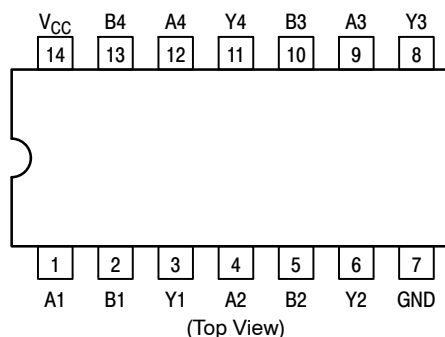 V_CC B4 A4 Y4 B3 A3 Y3
14 13 12 11 10 9 8
1 2 3 4 5 6 7
A1 B1 Y1 A2 B2 Y2 GND
(Top View)